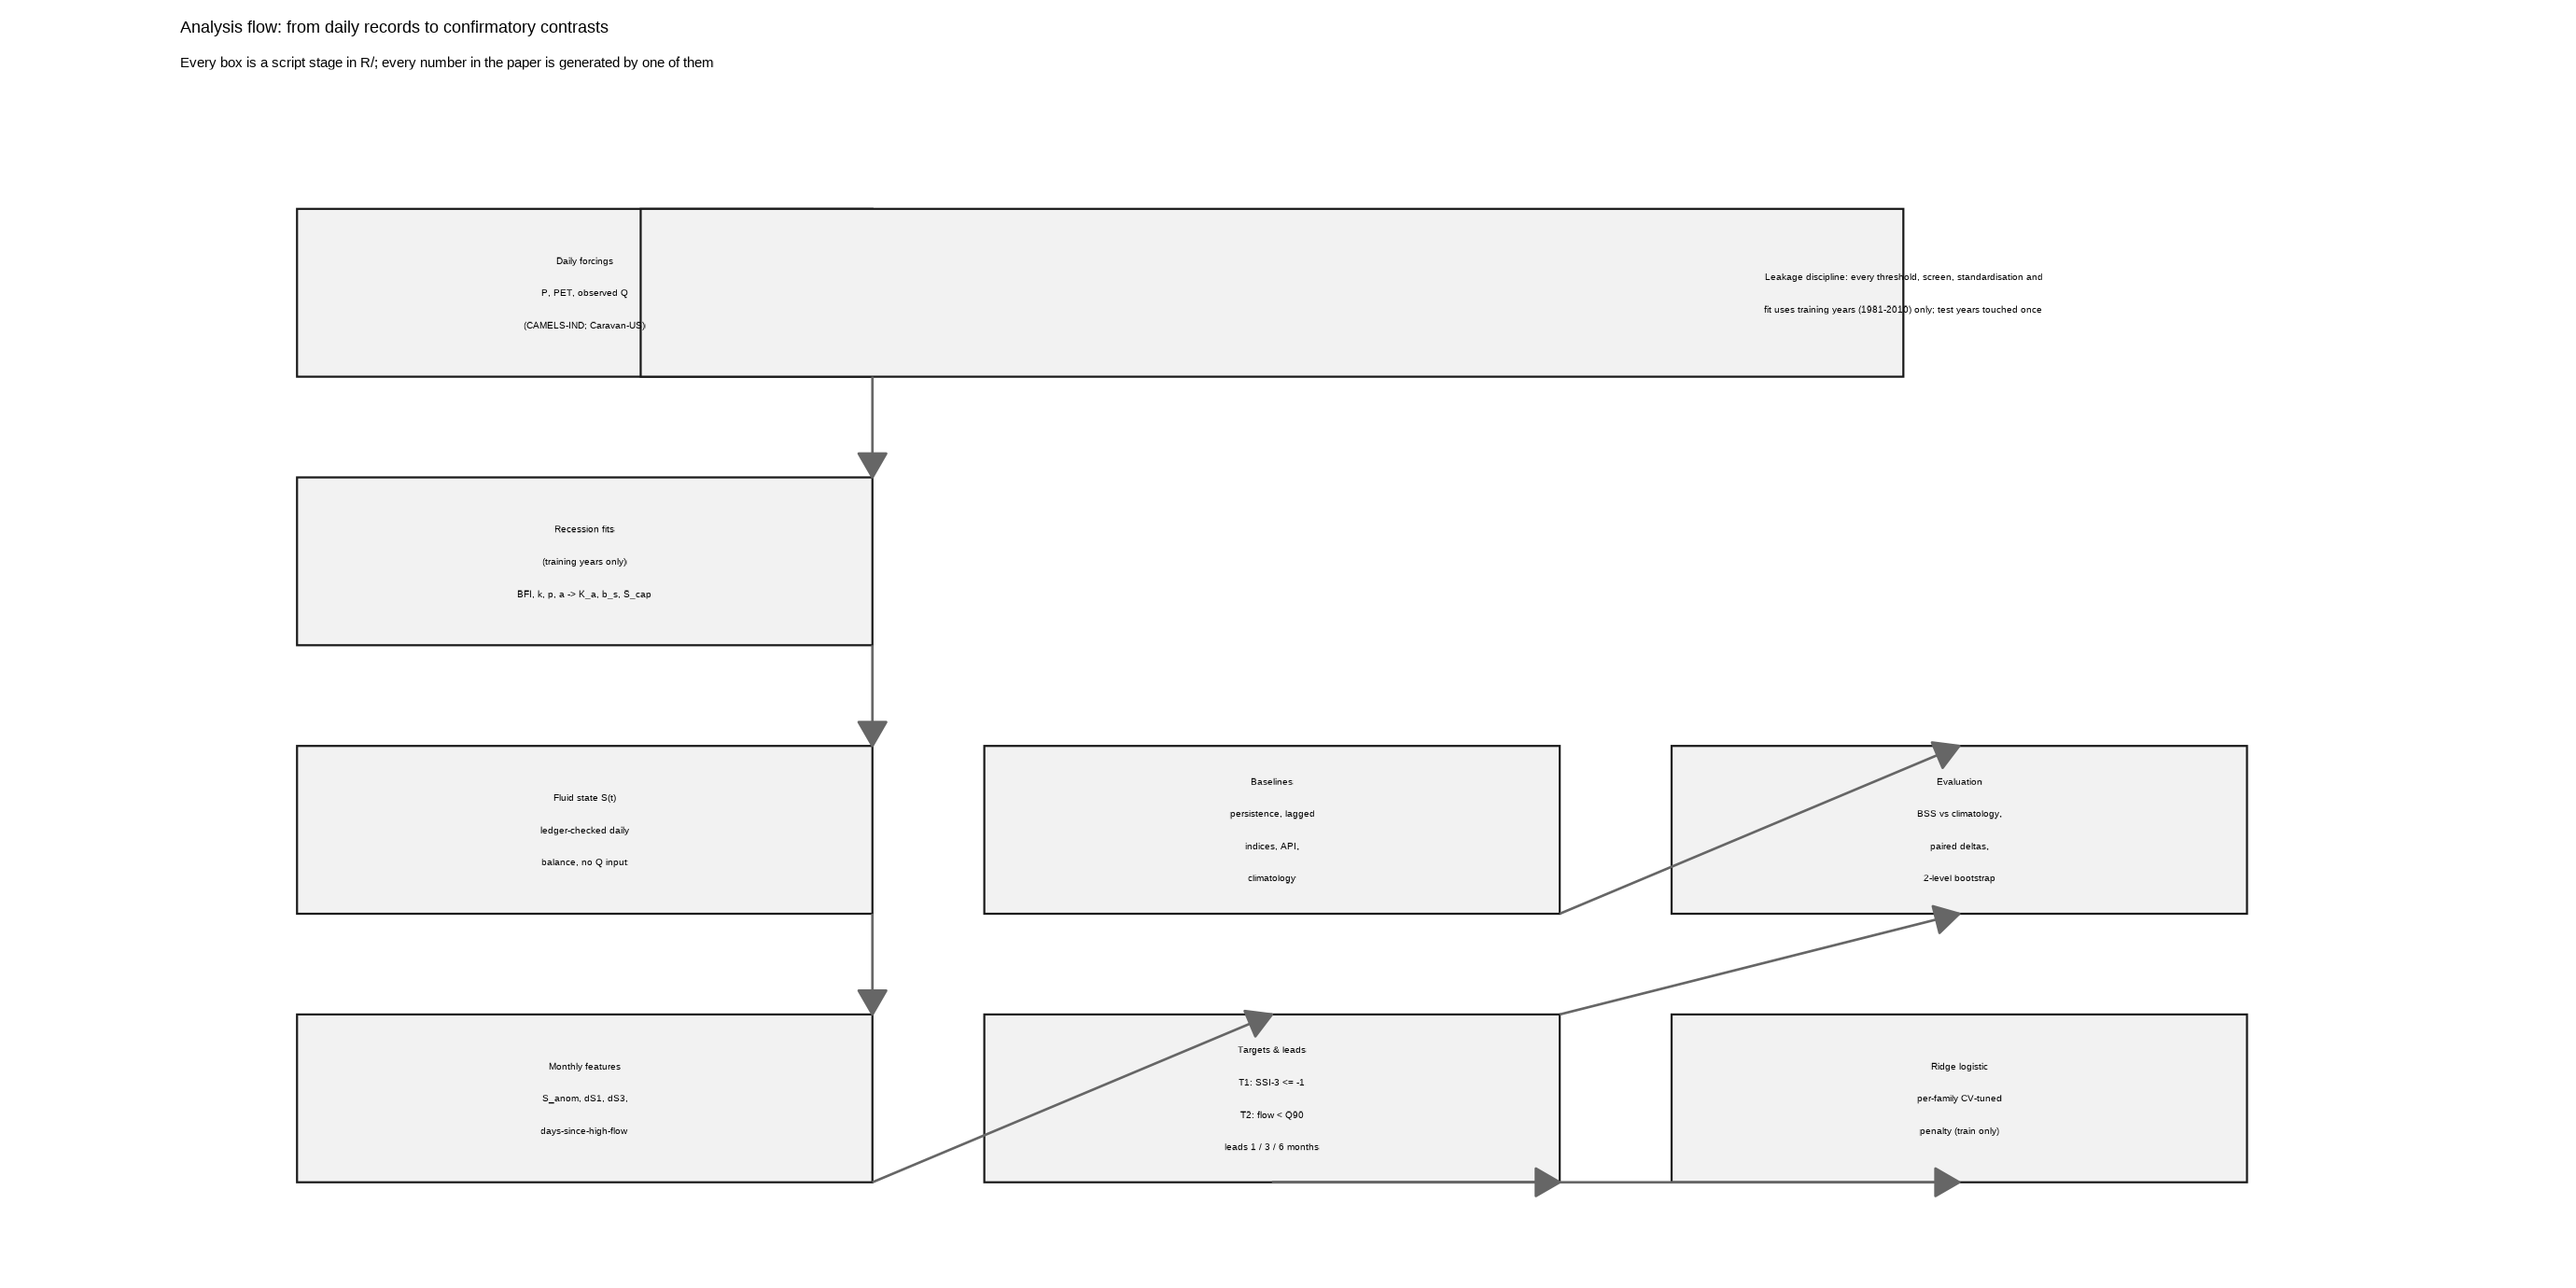 Analysis flow: from daily records to confirmatory contrasts
Every box is a script stage in R/; every number in the paper is generated by one of them
Daily forcings
P, PET, observed Q
(CAMELS-IND; Caravan-US)
Leakage discipline: every threshold, screen, standardisation and
fit uses training years (1981-2010) only; test years touched once
Recession fits
(training years only)
BFI, k, p, a -> K_a, b_s, S_cap
Fluid state S(t)
ledger-checked daily
balance, no Q input
Baselines
persistence, lagged
indices, API,
climatology
Evaluation
BSS vs climatology,
paired deltas,
2-level bootstrap
Monthly features
S_anom, dS1, dS3,
days-since-high-flow
Targets & leads
T1: SSI-3 <= -1
T2: flow < Q90
leads 1 / 3 / 6 months
Ridge logistic
per-family CV-tuned
penalty (train only)